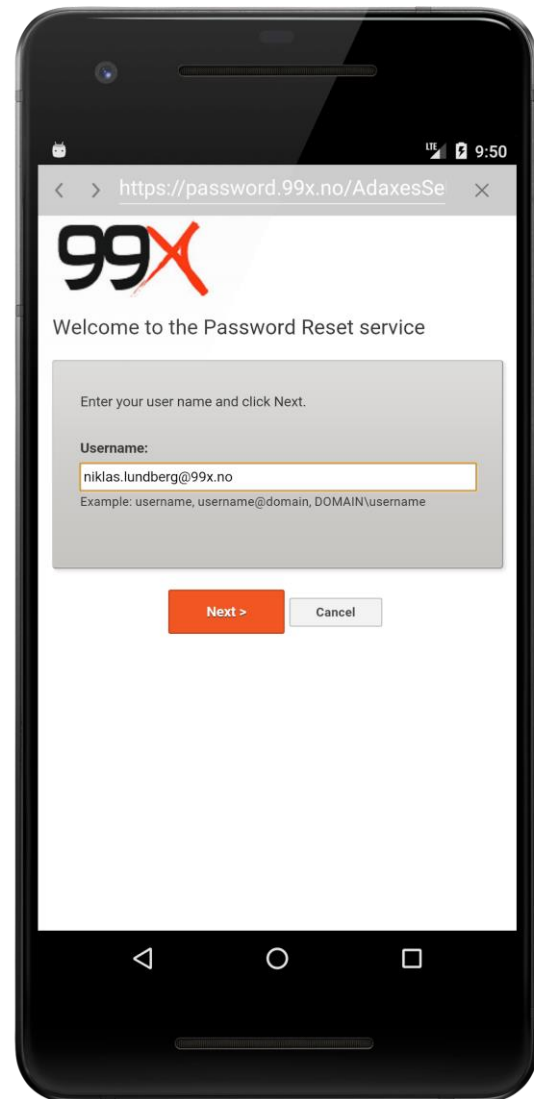 LTE 9:50
https://password.99x.no/AdaxesSe
99X
Welcome to the Password Reset service
Enter your user name and click Next.
Username:
niklas.lundberg@99x.no
Example: username, username@domain, DOMAIN\username
Next > Cancel